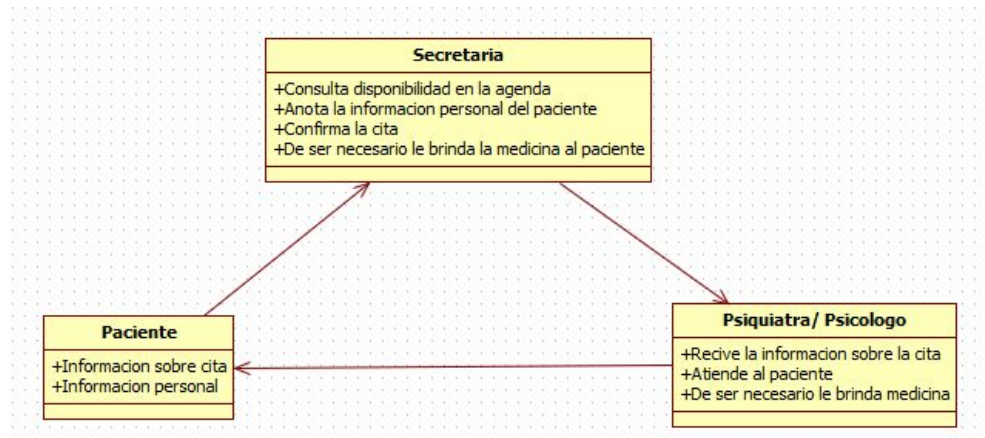 Secretaria
+Consulta disponibilidad en la agenda
+Anota la informacion personal del paciente
+Confirma la cita
+De ser necesario le brinda la medicina al paciente
Paciente
+Informacion sobre cita
+Informacion personal
Psiquiatra/ Psicologo
+Recive la informacion sobre la cita
+Atiende al paciente
+De ser necesario le brinda medicina